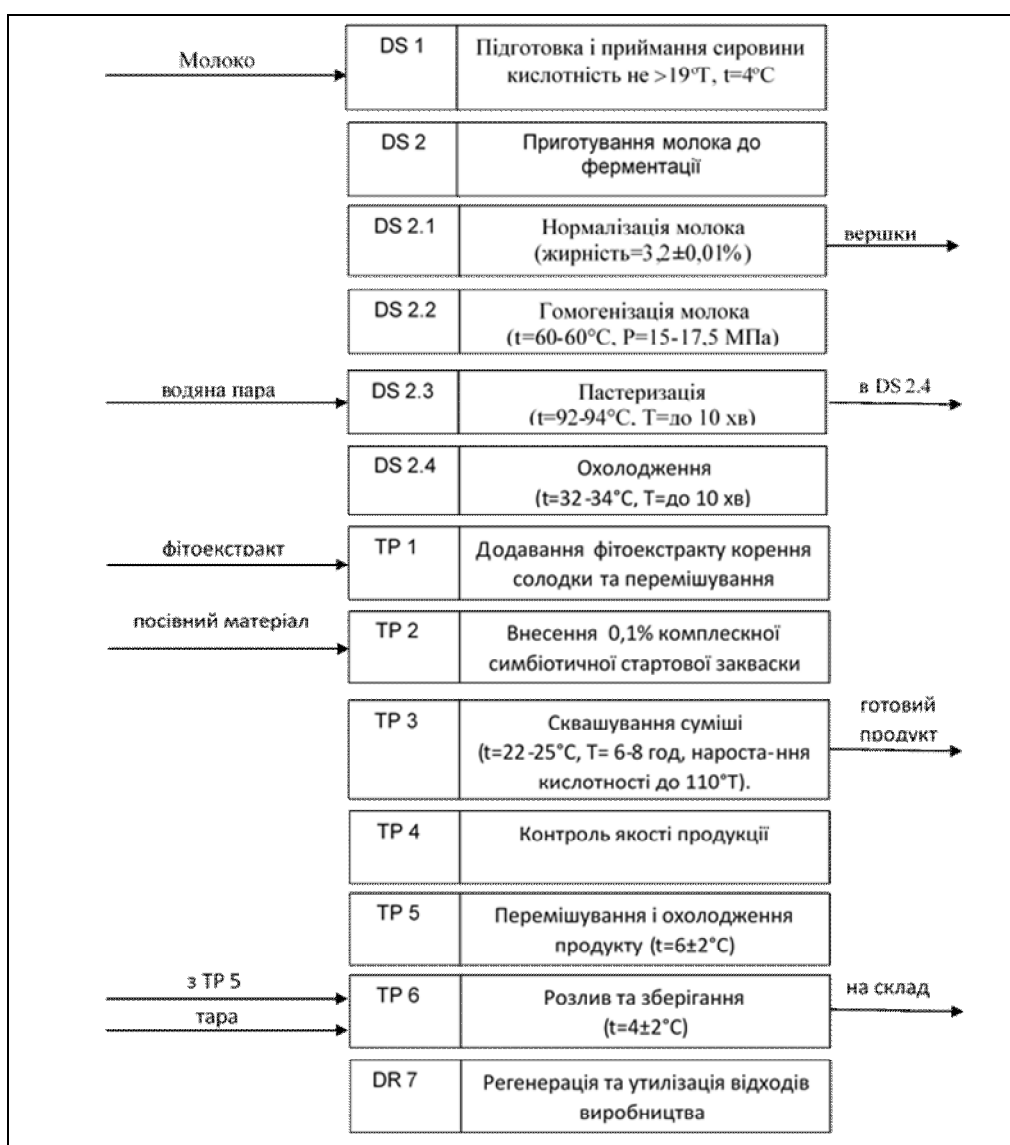 Молоко
DS 1
Підготовка і приймання сировини
кислотність не >19°Т, t=4°С
DS 2
Приготування молока до
ферментації
DS 2.1
Нормалізація молока
(жирність=3,2±0,01%)
вершки
DS 2.2
Гомогенізація молока
(t=60-60°С, Р=15-17,5 МПа)
водяна пара
DS 2.3
Пастеризація
(t=92-94°С, Т=до 10 хв)
в DS 2.4
DS 2.4
Охолодження
(t=32-34°С, Т=до 10 хв)
фітоекстракт
TP 1
Додавання фітоекстракту корення
солодки та перемішування
посівний матеріал
TP 2
Внесення 0,1% комплескної
симбіотичної стартової закваски
TP 3
Сквашування суміші
(t=22-25°С, Т= 6-8 год, нароста-ння
кислотності до 110°Т).
готовий
продукт
TP 4
Контроль якості продукції
TP 5
Перемішування і охолодження
продукту (t=6±2°С)
з ТР 5
тара
TP 6
Розлив та зберігання
(t=4±2°С)
на склад
DR 7
Регенерація та утилізація відходів
виробництва